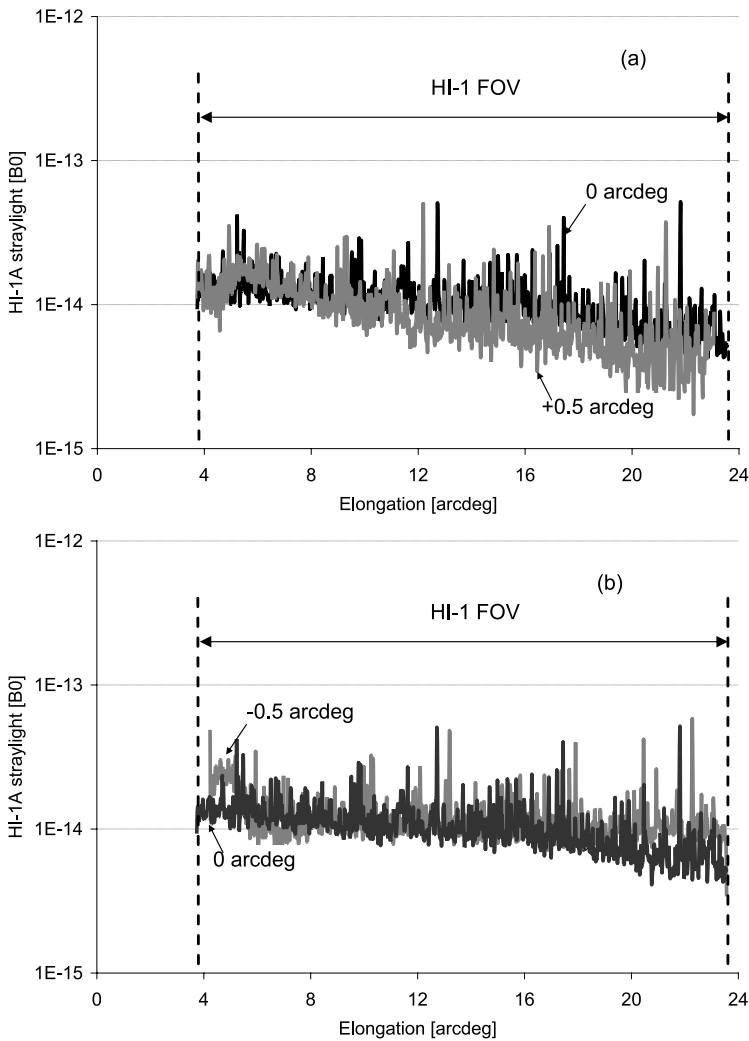 1E-12
(a)
HI-1 FOV
1E-13
0 arcdeg
HI-1A straylight [B0]
1E-14
+0.5 arcdeg
1E-15
0 4 8 12 16 20 24
Elongation [arcdeg]
1E-12
(b)
HI-1 FOV
1E-13
-0.5 arcdeg
HI-1A straylight [B0]
1E-14
0 arcdeg
1E-15
0 4 8 12 16 20 24
Elongation [arcdeg]